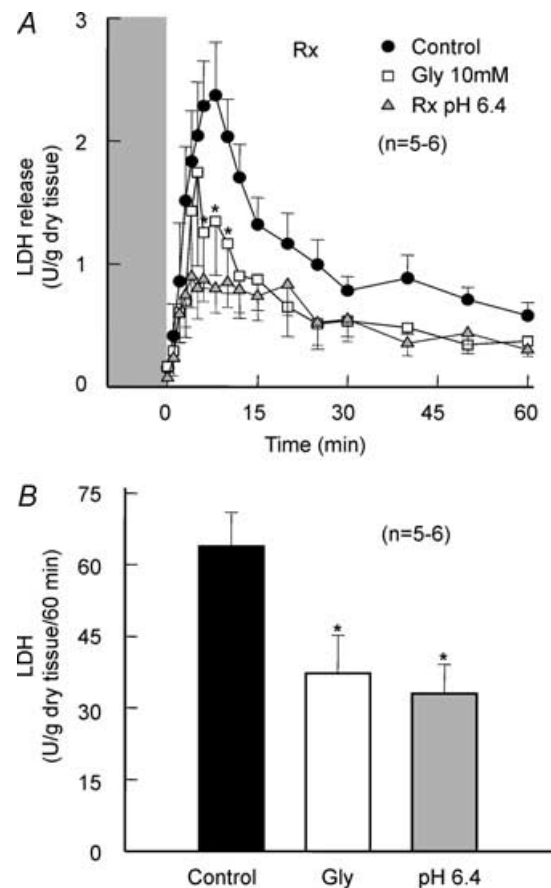 A
Rx
Control
Gly 10mM
Rx pH 6.4
(n=5-6)
LDH release
(U/g dry tissue)
3
2
1
0
* * *
0 15 30 45 60
Time (min)
B
(n=5-6)
LDH
(U/g dry tissue/60 min)
75
60
45
30
15
0
* *
Control Gly pH 6.4